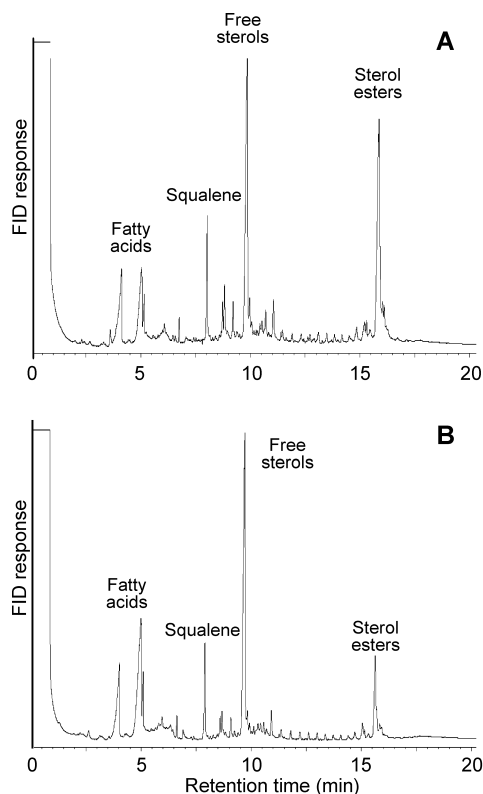 Free
sterols
A
Sterol
esters
FID response
Squalene
Fatty
acids
0 5 10 15 20
B
Free
sterols
FID response
Fatty
acids
Squalene
Sterol
esters
0 5 10 15 20
Retention time (min)